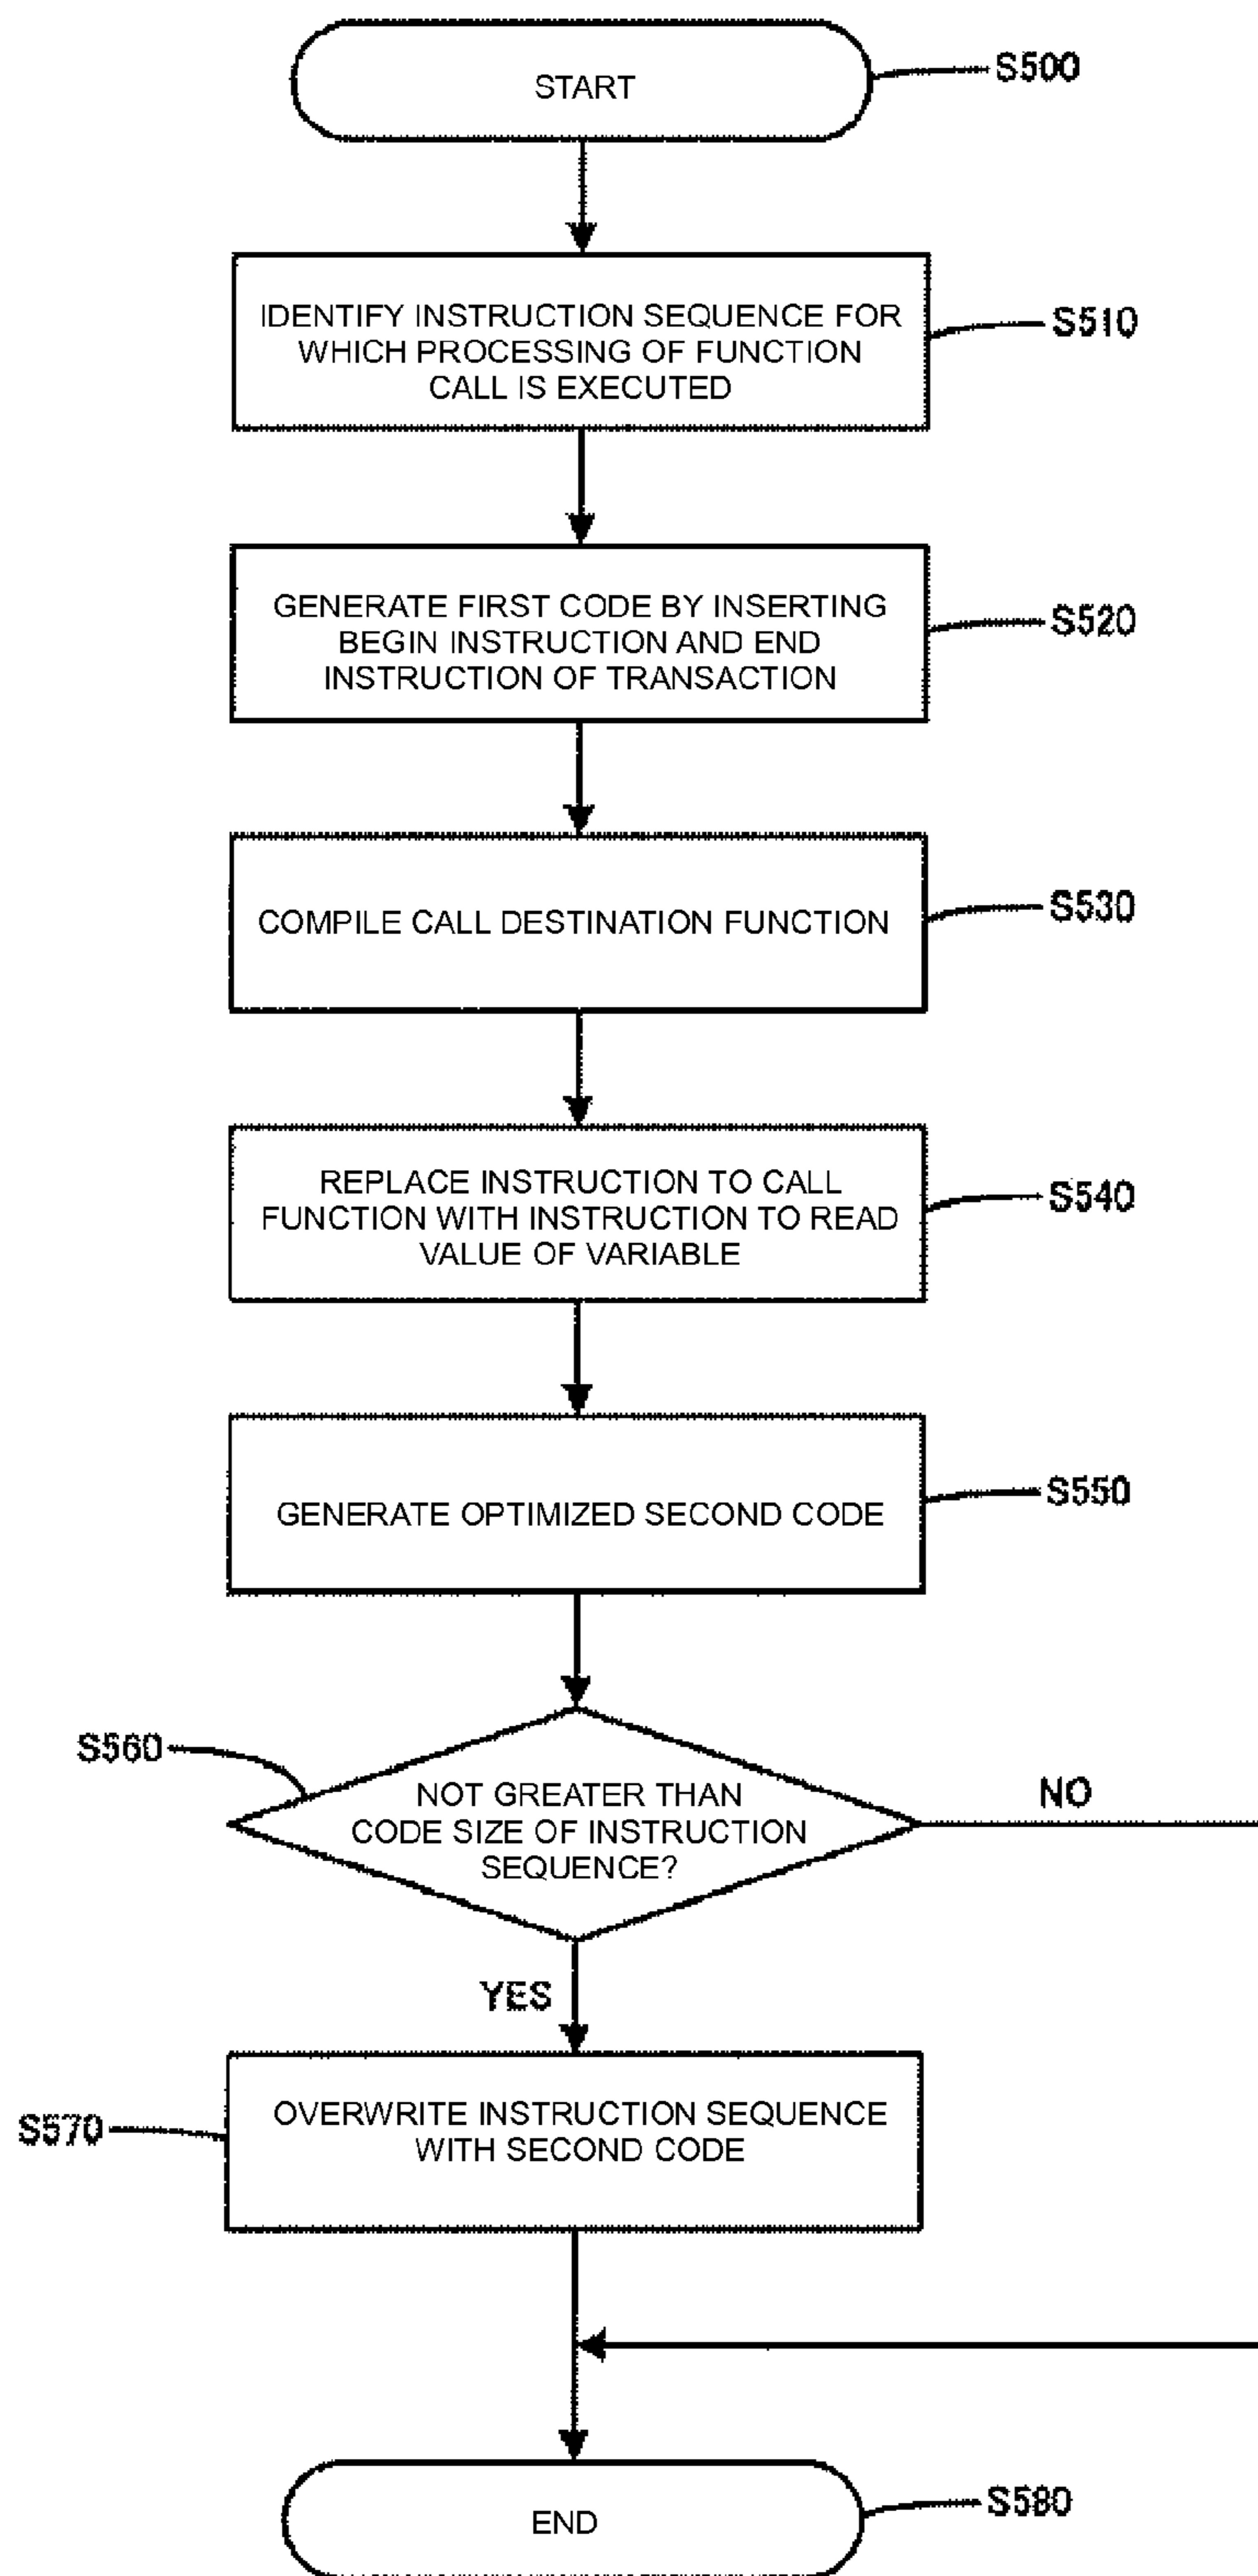 START
S500
IDENTIFY INSTRUCTION SEQUENCE FOR
WHICH PROCESSING OF FUNCTION
CALL IS EXECUTED
S510
GENERATE FIRST CODE BY INSERTING
BEGIN INSTRUCTION AND END
INSTRUCTION OF TRANSACTION
S520
COMPILE CALL DESTINATION FUNCTION
S530
REPLACE INSTRUCTION TO CALL
FUNCTION WITH INSTRUCTION TO READ
VALUE OF VARIABLE
S540
GENERATE OPTIMIZED SECOND CODE
S550
S560
NOT GREATER THAN
CODE SIZE OF INSTRUCTION
SEQUENCE?
NO
YES
S570
OVERWRITE INSTRUCTION SEQUENCE
WITH SECOND CODE
END
S580